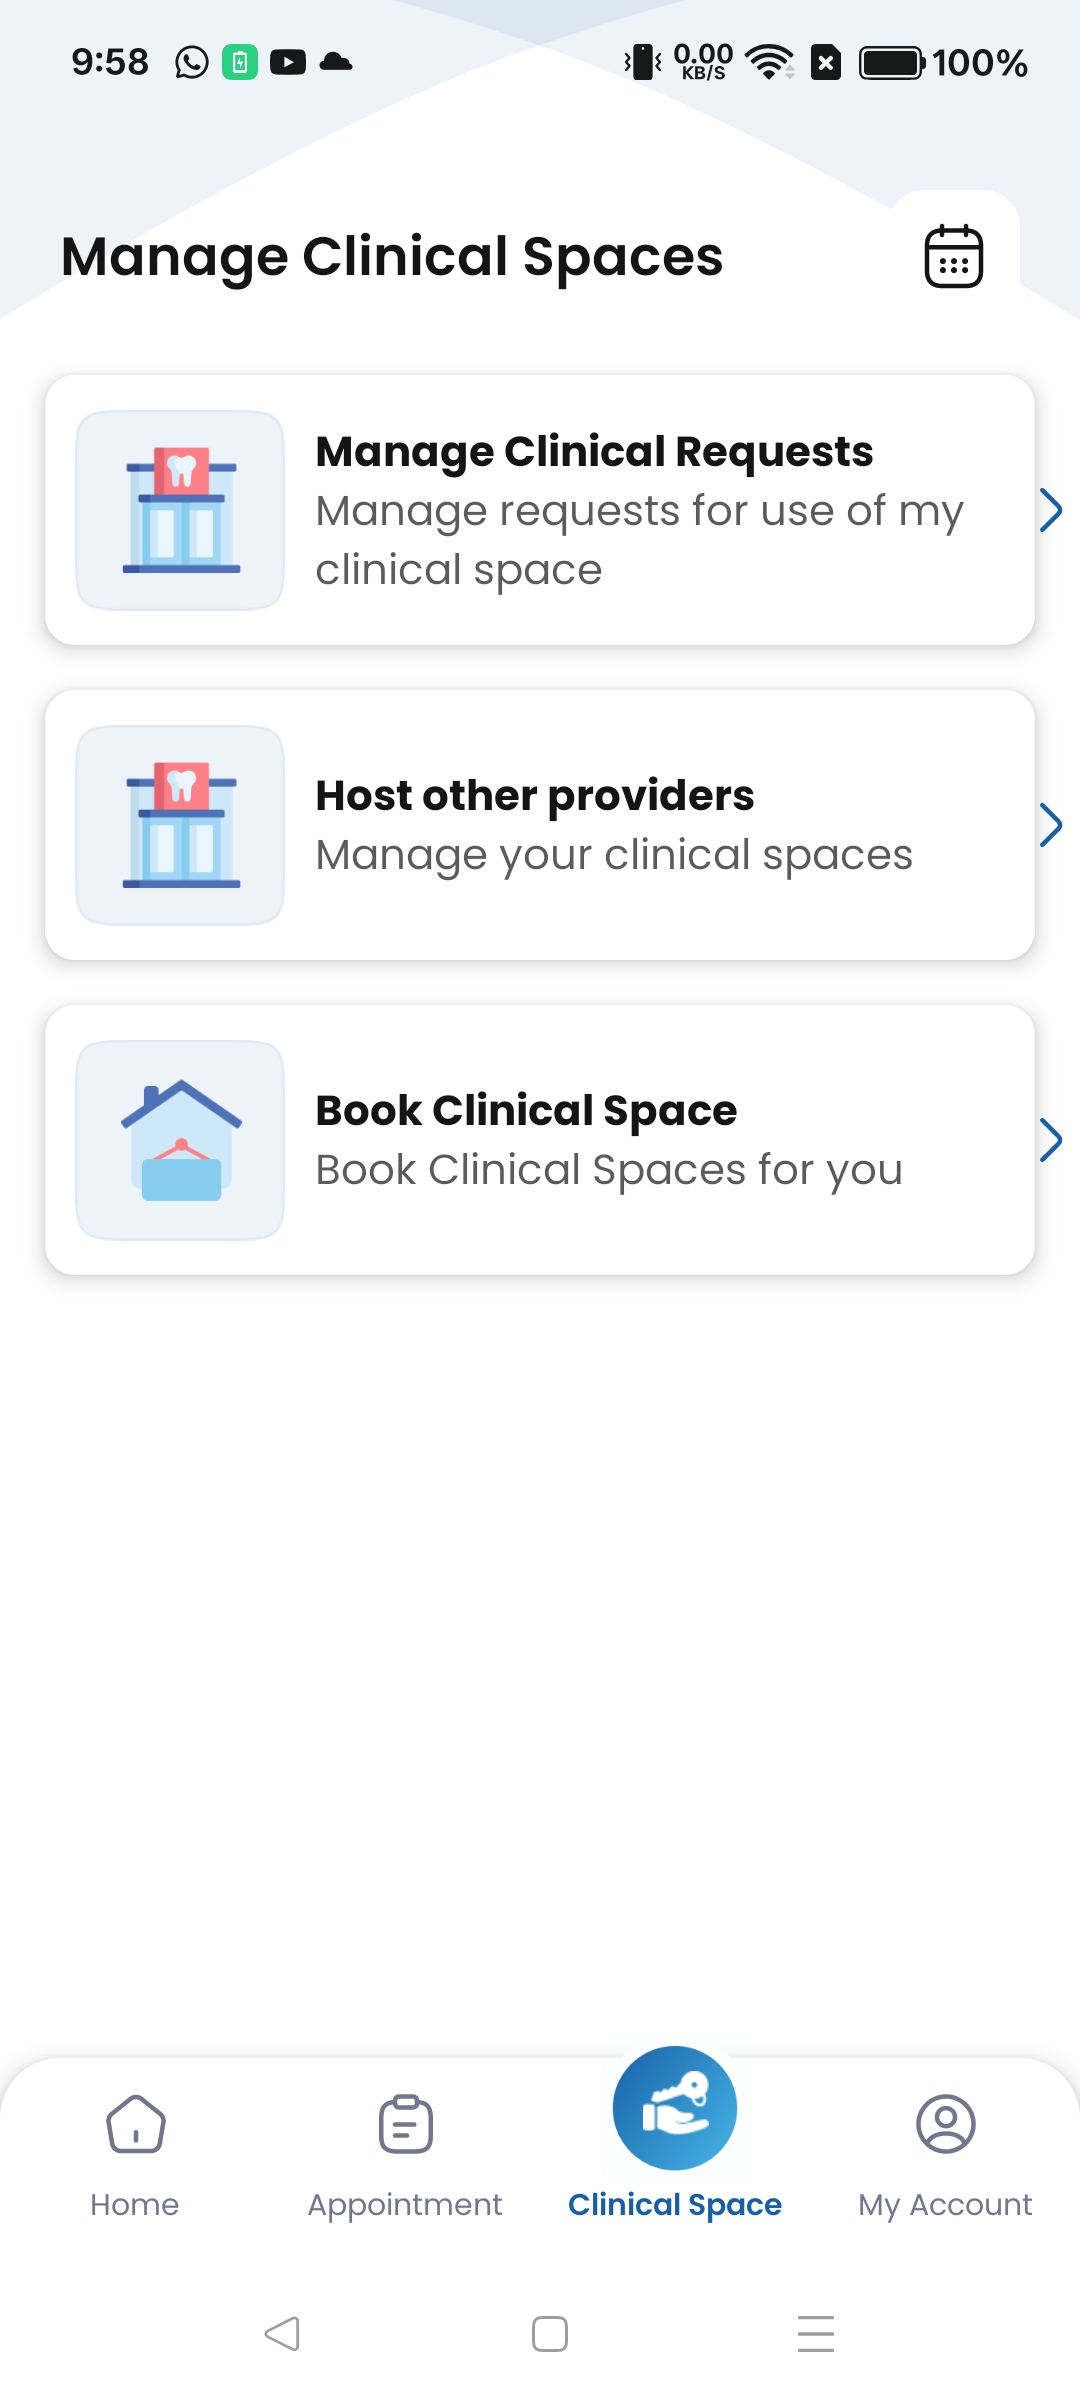 9:58
0.00
KB/S
100%
Manage Clinical Spaces
Manage Clinical Requests
Manage requests for use of my
clinical space
Host other providers
Manage your clinical spaces
Book Clinical Space
Book Clinical Spaces for you
Home
Appointment
Clinical Space
My Account